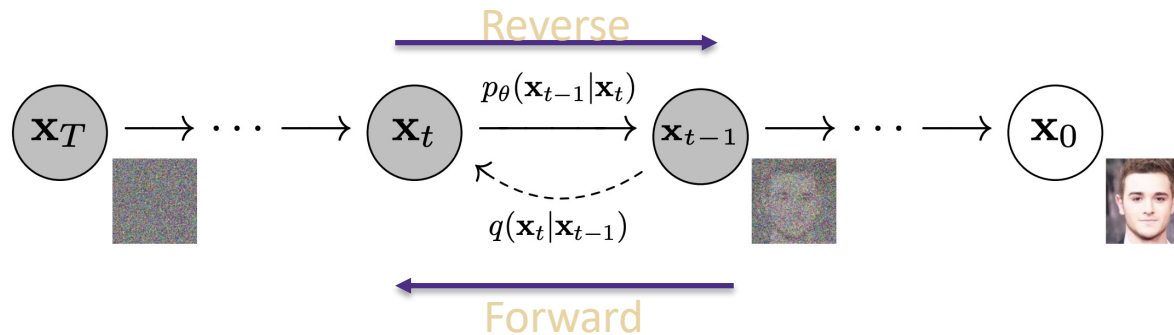 Reverse
p_θ(x_{t−1}|x_t)
x_T → ⋯ → x_t → x_{t−1} → ⋯ → x_0
q(x_t|x_{t−1})
Forward